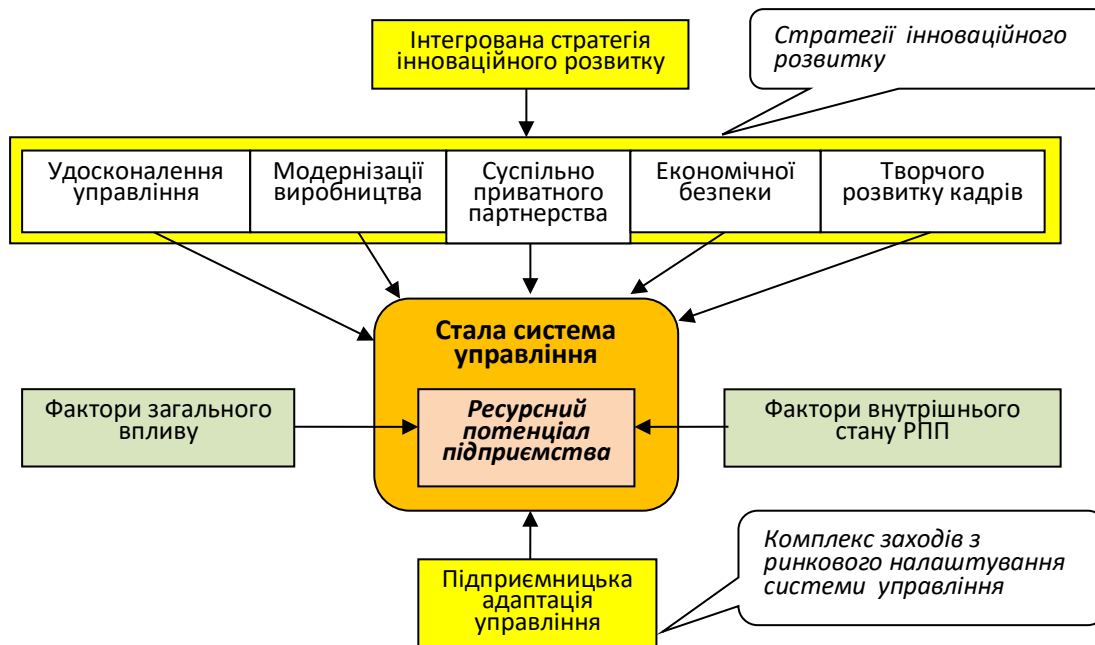 Інтегрована стратегія
інноваційного розвитку
Стратегії інноваційного
розвитку
Удосконалення
управління
Модернізації
виробництва
Суспільно
приватного
партнерства
Економічної
безпеки
Творчого
розвитку кадрів
Стала система
управління
Фактори загального
впливу
Ресурсний
потенціал
підприємства
Фактори внутрішнього
стану РПП
Підприємницька
адаптація
управління
Комплекс заходів з
ринкового налаштування
системи управління